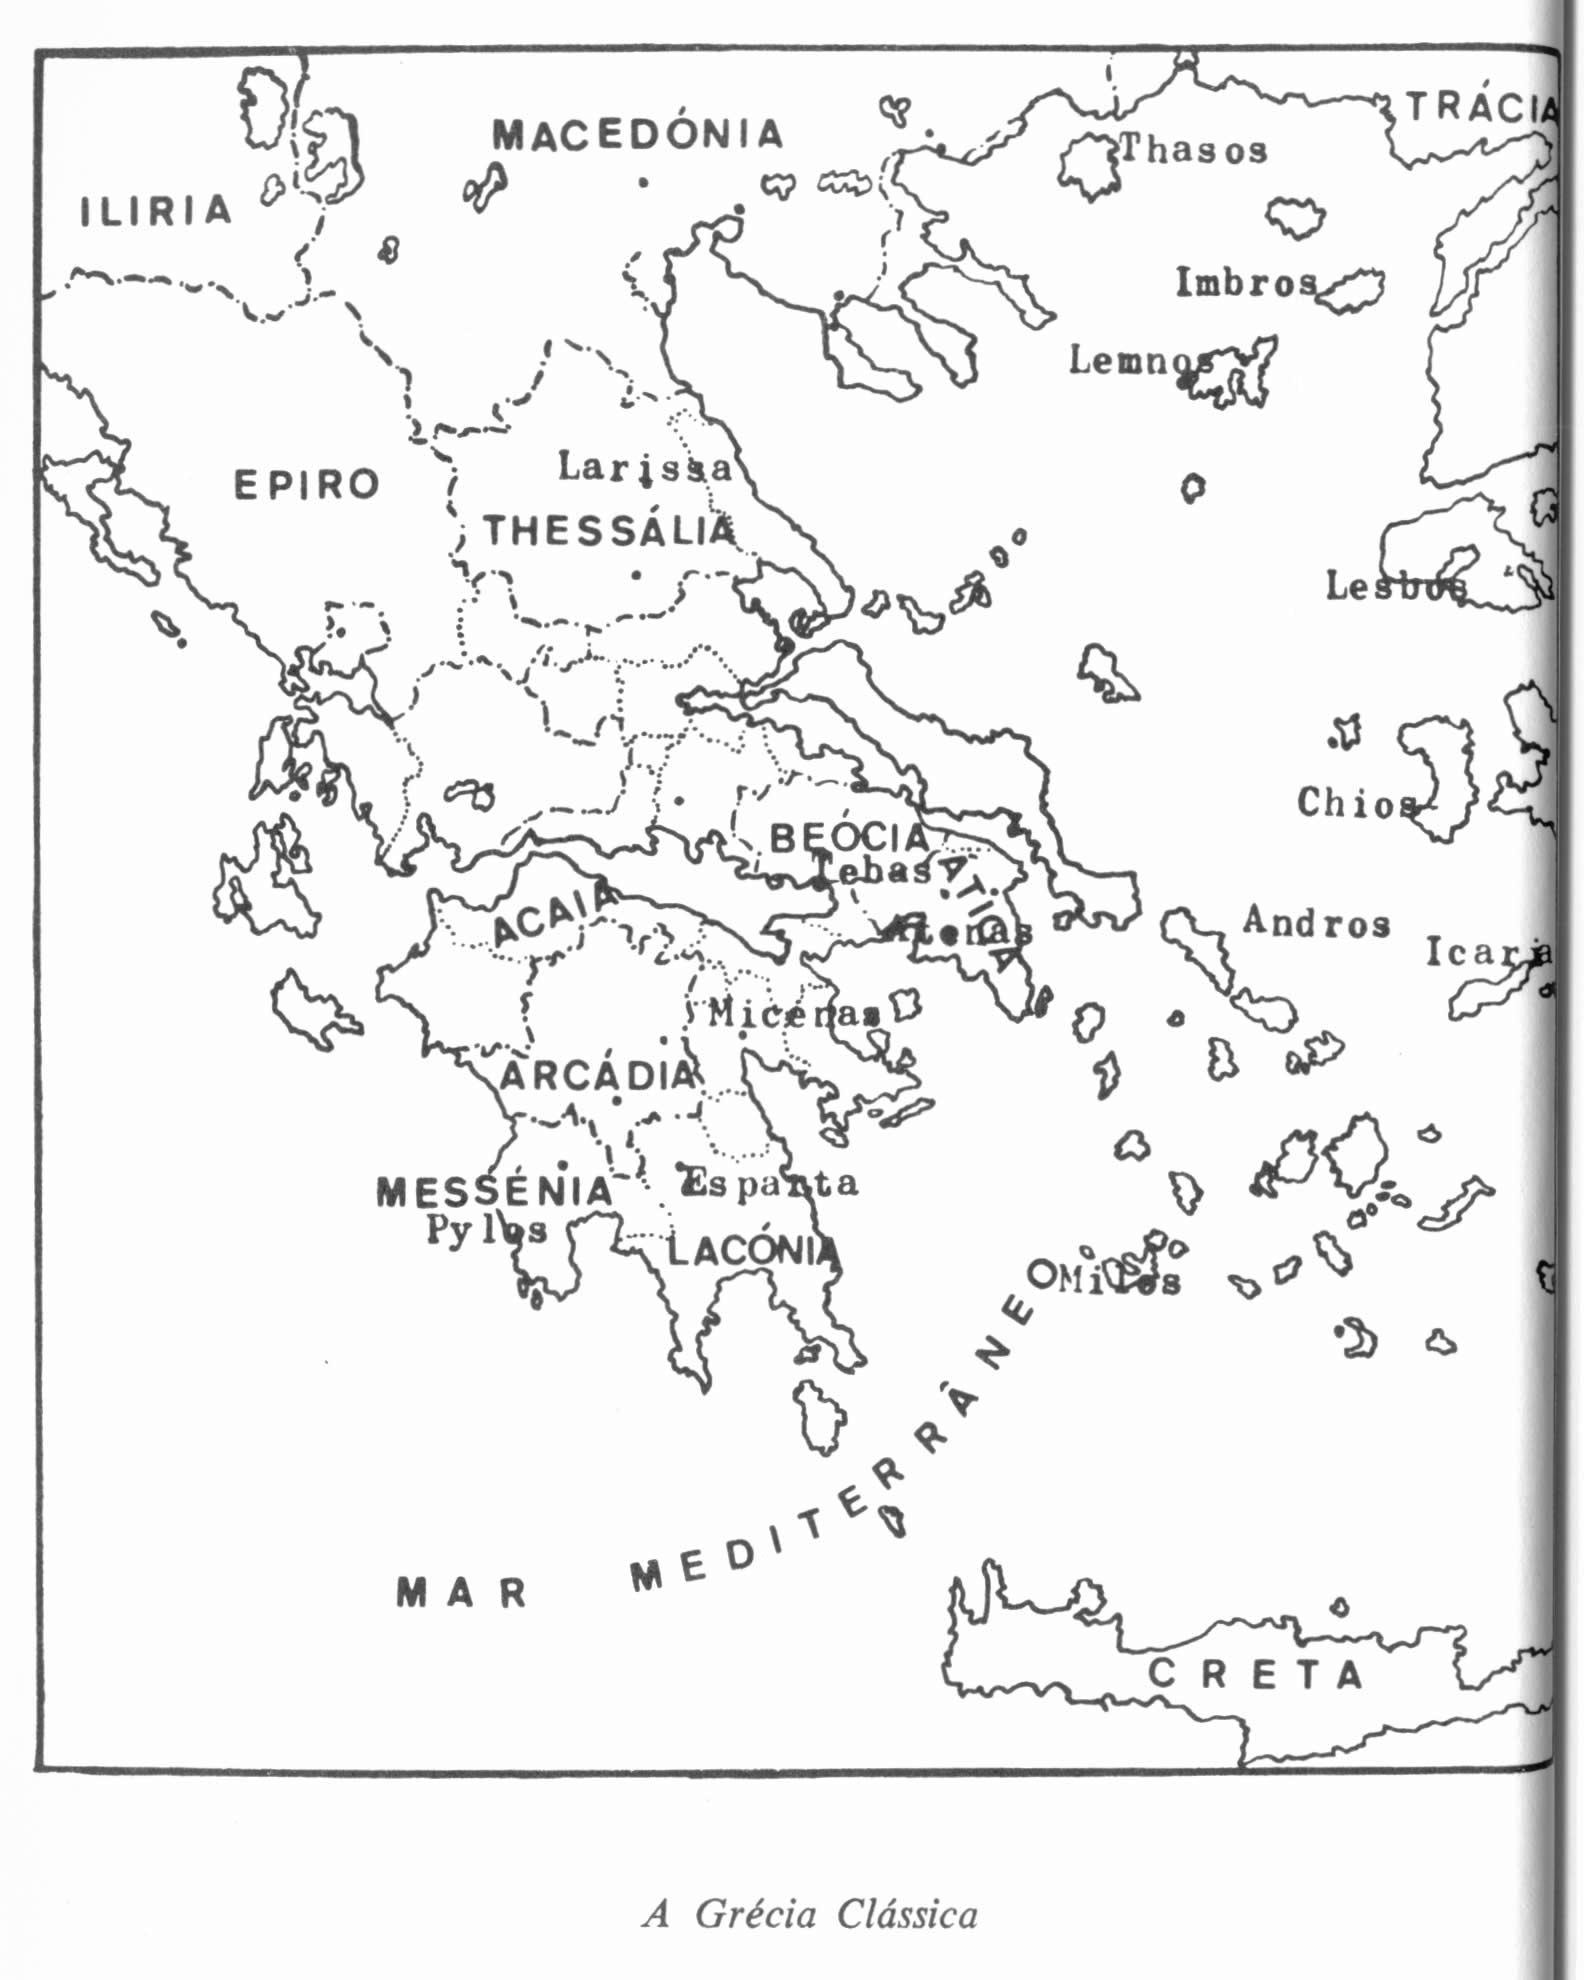 TRÁCIA
MACEDÓNIA
Thasos
ILIRIA
Imbros
Lemnos
Larissa
EPIRO
THESSÁLIA
Lesbos
Chios
BEÓCIA
Tebas
ÁTICA
ACAIA
Atenas
Andros
Icaria
Micenas
ARCÁDIA
MESSÉNIA
Esparta
Pylos
LACÓNIA
Milos
MAR MEDITERRÂNEO
CRETA
A Grécia Clássica